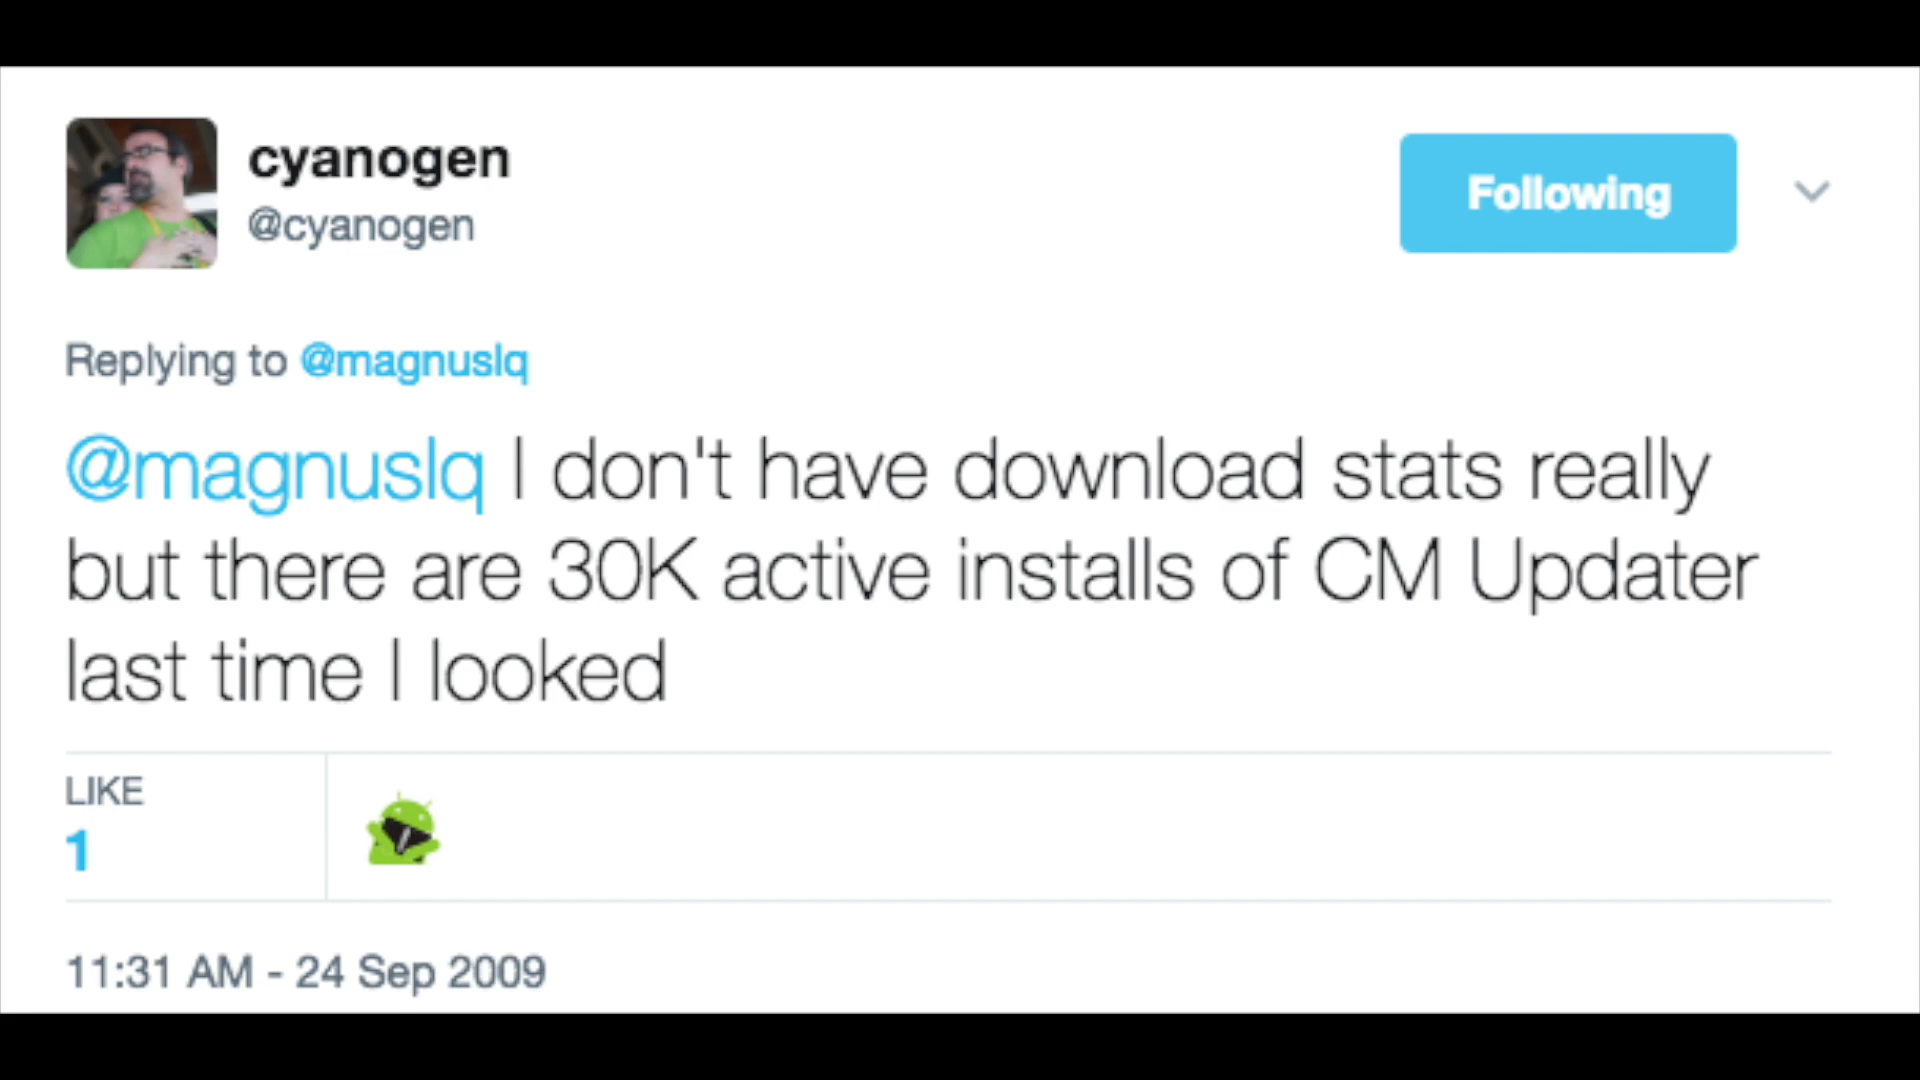 cyanogen
@cyanogen
Following
Replying to @magnuslq
@magnuslq I don't have download stats really
but there are 30K active installs of CM Updater
last time I looked
LIKE
1
11:31 AM - 24 Sep 2009